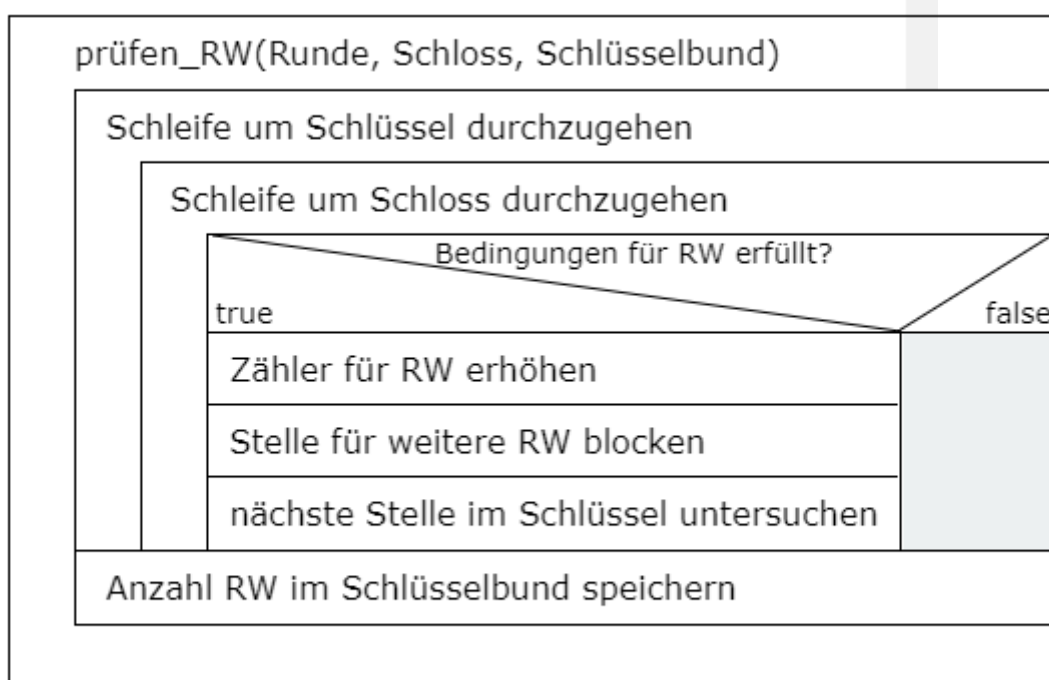 prüfen_RW(Runde, Schloss, Schlüsselbund)
Schleife um Schlüssel durchzugehen
Schleife um Schloss durchzugehen
Bedingungen für RW erfüllt?
true
false
Zähler für RW erhöhen
Stelle für weitere RW blocken
nächste Stelle im Schlüssel untersuchen
Anzahl RW im Schlüsselbund speichern